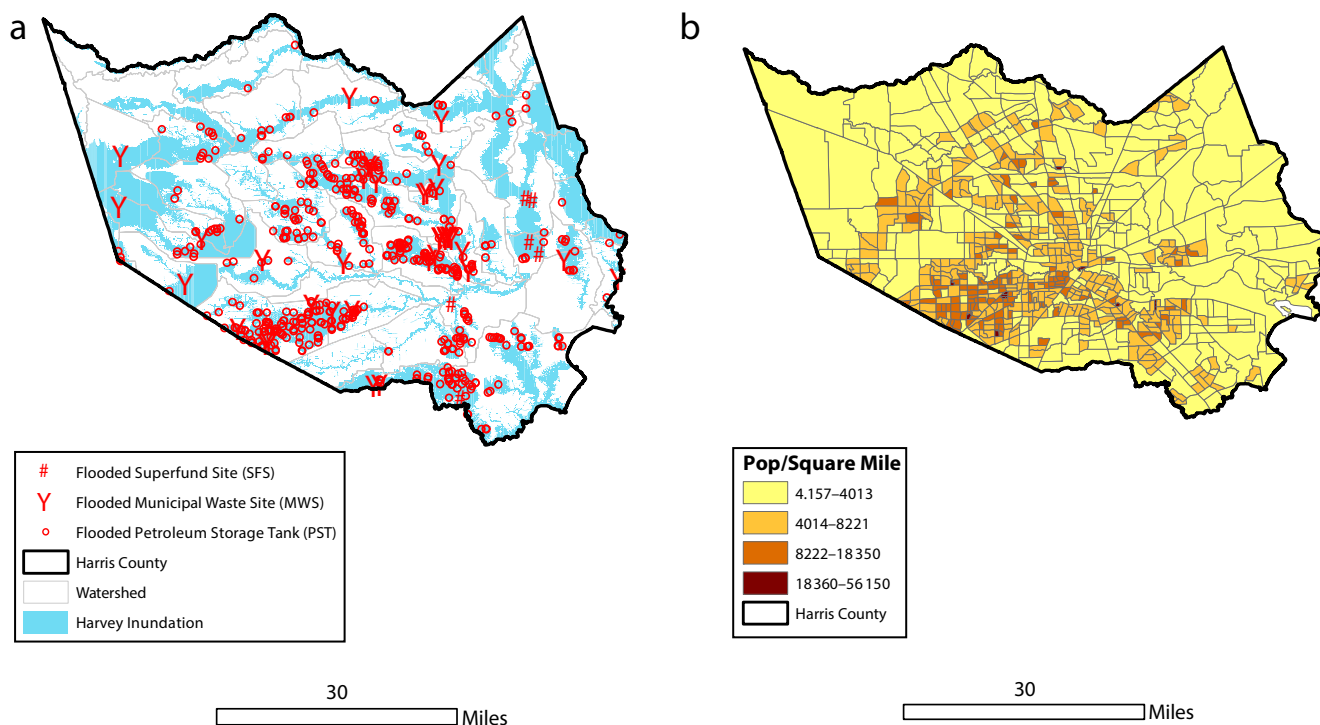 a
# Flooded Superfund Site (SFS)
Y Flooded Municipal Waste Site (MWS)
Flooded Petroleum Storage Tank (PST)
Harris County
Watershed
Harvey Inundation
30
Miles
b
Pop/Square Mile
4.157–4013
4014–8221
8222–18 350
18 360–56 150
Harris County
30
Miles